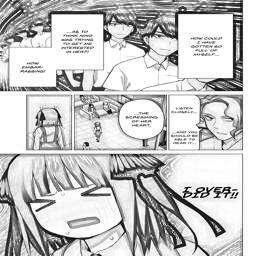 HOW COULD
I HAVE
GOTTEN SO
FULL OF
MYSELF...
...AS TO
THINK NINO
WAS TRYING
TO GET ME
INTERESTED
IN HER?!
HOW
EMBAR-
RASSING!
LISTEN
CLOSELY...
...AND YOU
SHOULD BE
ABLE TO
HEAR IT.
...THE
SCREAMING
OF HER
HEART.
I OVER-
DID IT!!